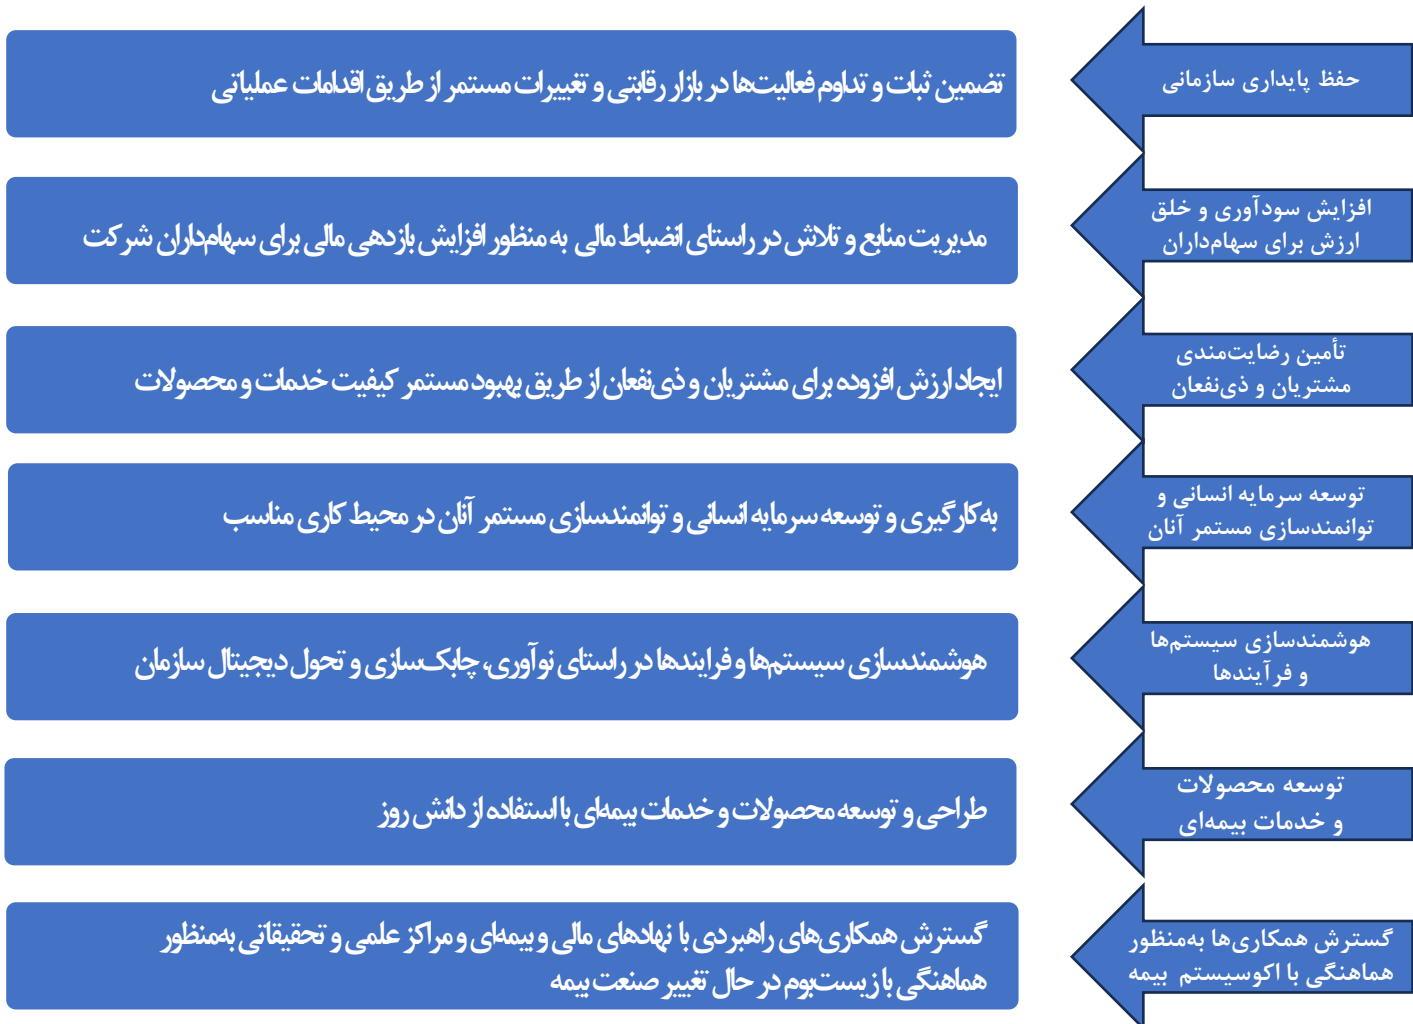 حفظ پایداری سازمانی
تضمین ثبات و تداوم فعالیت‌ها در بازار رقابتی و تغییرات مستمر از طریق اقدامات عملیاتی
افزایش سودآوری و خلق
ارزش برای سهام‌داران
مدیریت منابع و تلاش در راستای انضباط مالی به منظور افزایش بازدهی مالی برای سهام‌داران شرکت
تأمین رضایت‌مندی
مشتریان و ذی‌نفعان
ایجاد ارزش افزوده برای مشتریان و ذی‌نفعان از طریق بهبود مستمر کیفیت خدمات و محصولات
توسعه سرمایه انسانی و
توانمندسازی مستمر آنان
به‌کارگیری و توسعه سرمایه انسانی و توانمندسازی مستمر آنان در محیط کاری مناسب
هوشمندسازی سیستم‌ها
و فرآیندها
هوشمندسازی سیستم‌ها و فرایندها در راستای نوآوری، چابک‌سازی و تحول دیجیتال سازمان
توسعه محصولات
و خدمات بیمه‌ای
طراحی و توسعه محصولات و خدمات بیمه‌ای با استفاده از دانش روز
گسترش همکاری‌ها به‌منظور
هماهنگی با اکوسیستم بیمه
گسترش همکاری‌های راهبردی با نهادهای مالی و بیمه‌ای و مراکز علمی و تحقیقاتی به‌منظور
هماهنگی با زیست‌بوم در حال تغییر صنعت بیمه